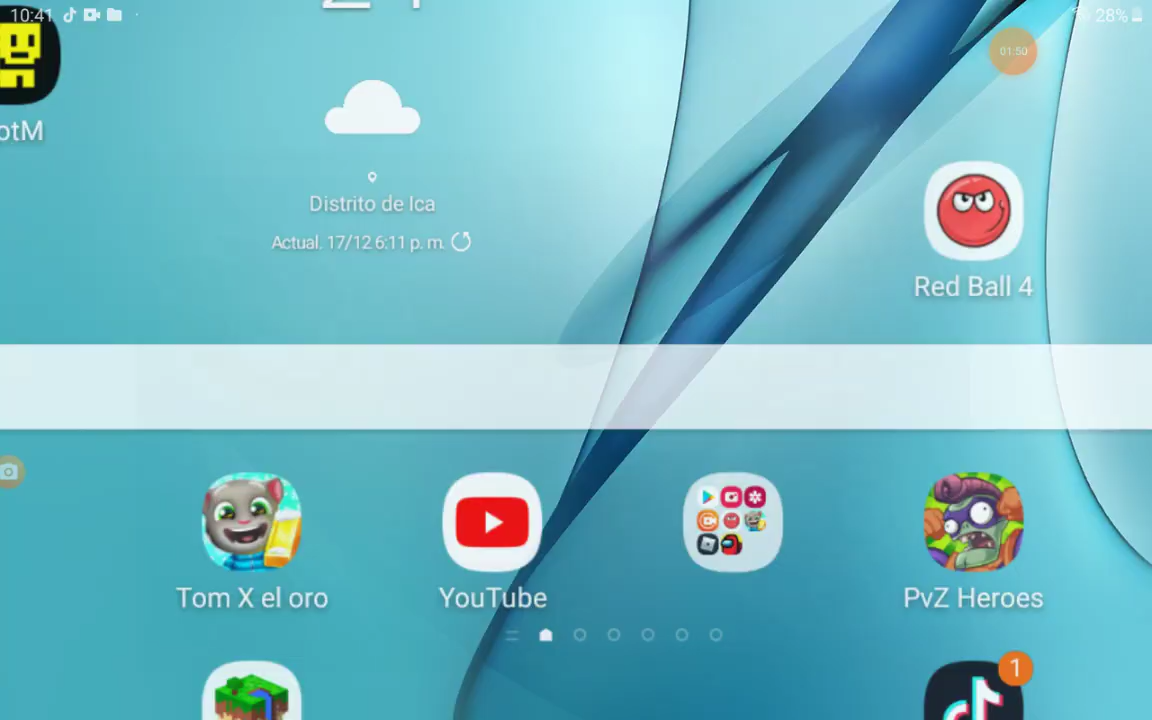 10:41
28%
01:50
otM
Distrito de Ica
Actual. 17/12 6:11 p. m.
Red Ball 4
Tom X el oro
YouTube
PvZ Heroes
1